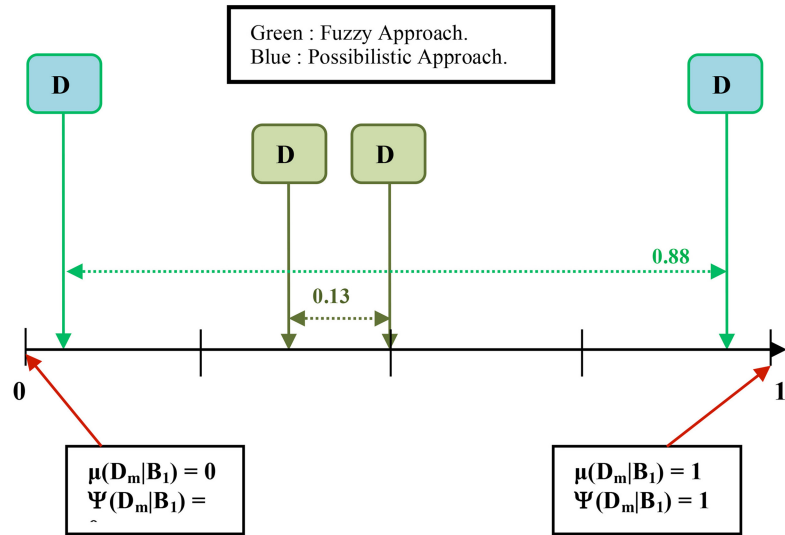 Green : Fuzzy Approach.
Blue : Possibilistic Approach.
D
D
D
D
0.88
0.13
0
1
μ(Dₘ|B₁) = 0
Ψ(Dₘ|B₁) =
μ(Dₘ|B₁) = 1
Ψ(Dₘ|B₁) = 1